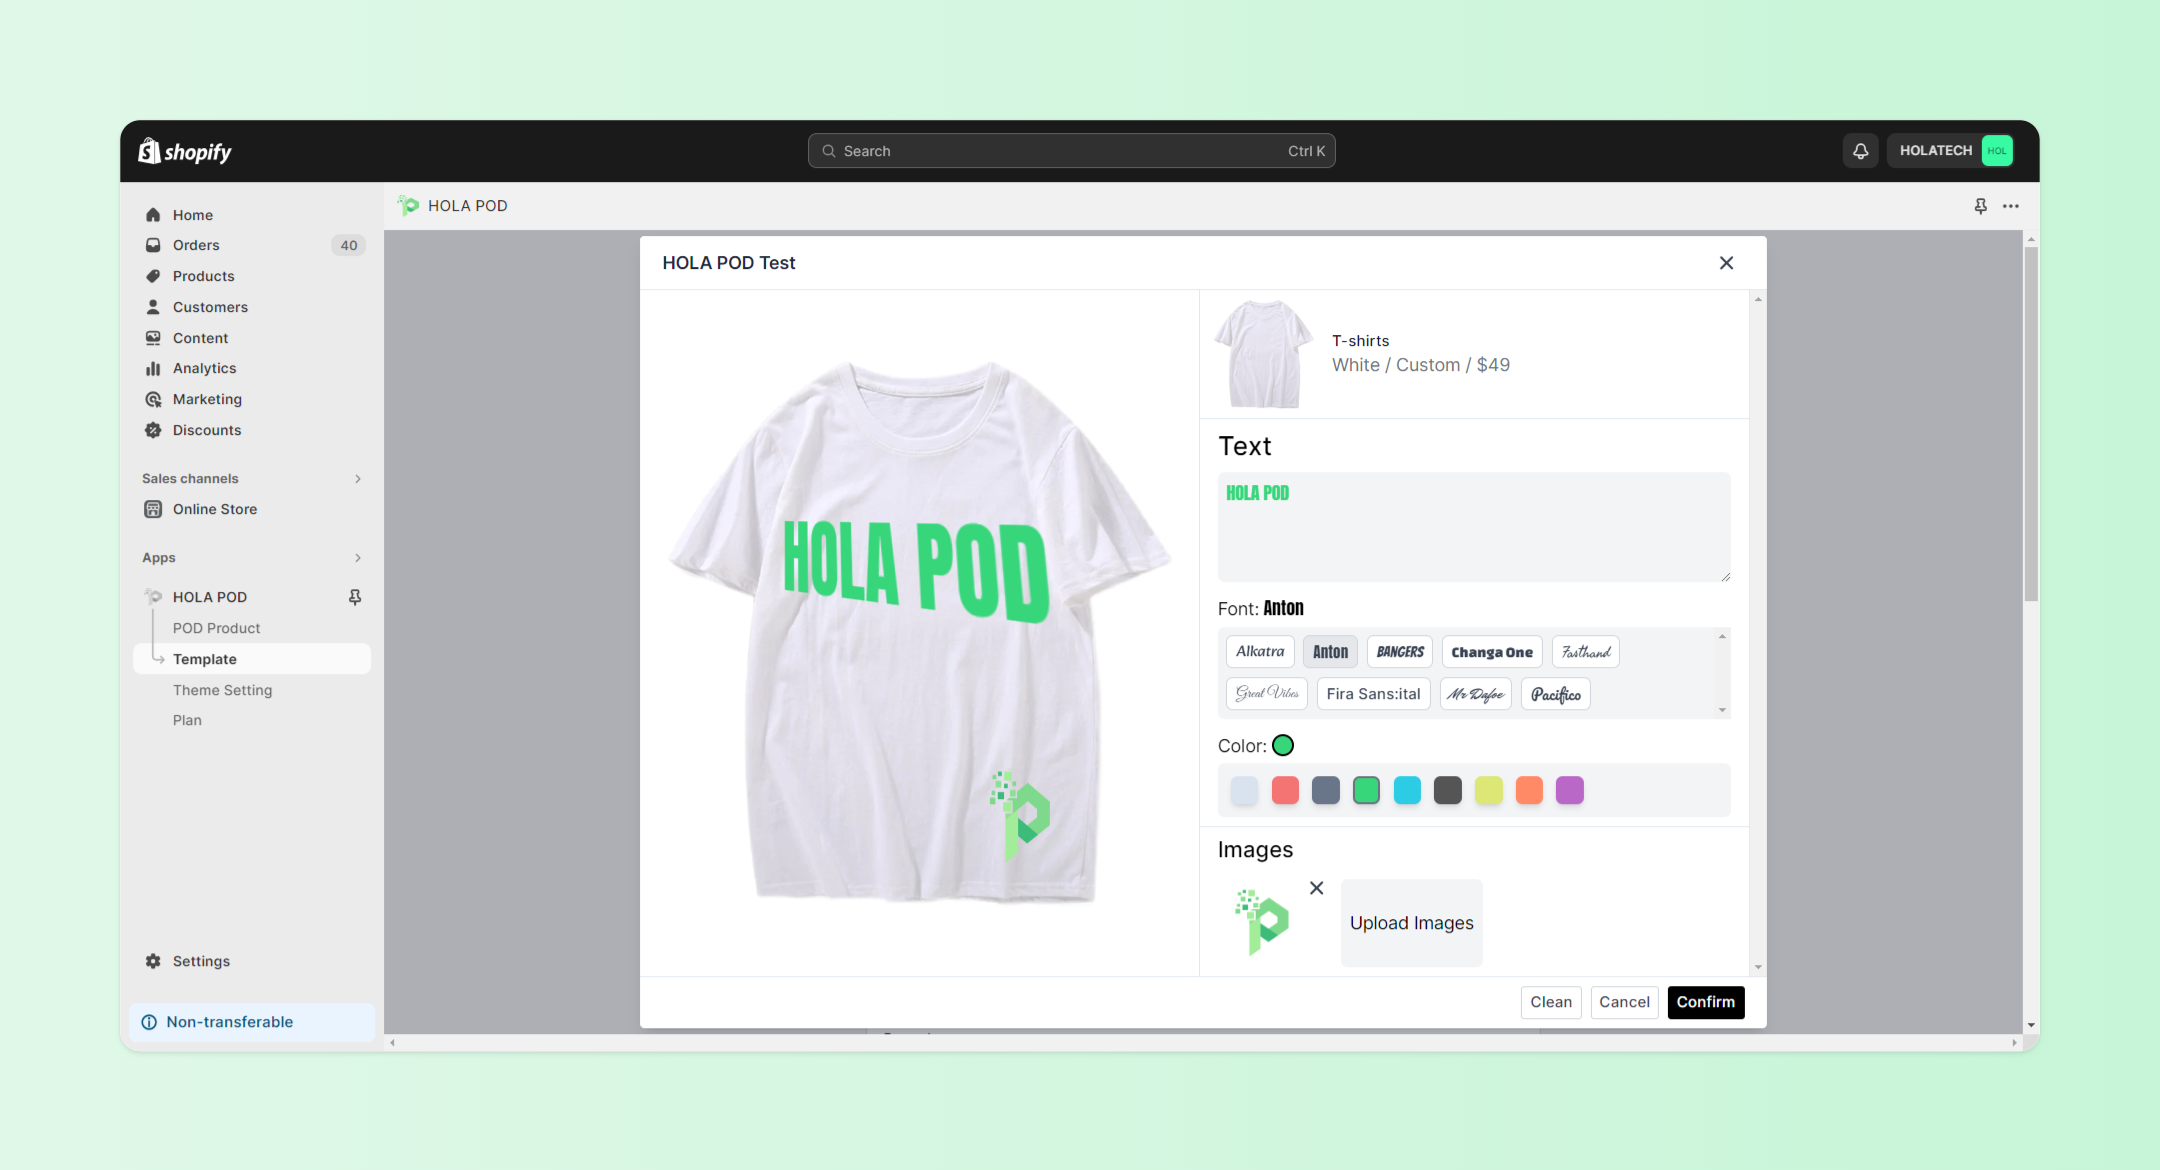 shopify
Search
Ctrl K
HOLATECH
HOL
Home
Orders
40
Products
Customers
Content
Analytics
Marketing
Discounts
Sales channels
Online Store
Apps
HOLA POD
POD Product
Template
Theme Setting
Plan
Settings
Non-transferable
HOLA POD
HOLA POD Test
HOLA POD
T-shirts
White / Custom / $49
Text
HOLA POD
Font: Anton
Alkatra Anton BANGERS Changa One Fasthand
Great Vibes Fira Sans:ital Mr Dafoe Pacifico
Color:
Images
Upload Images
Clean Cancel Confirm